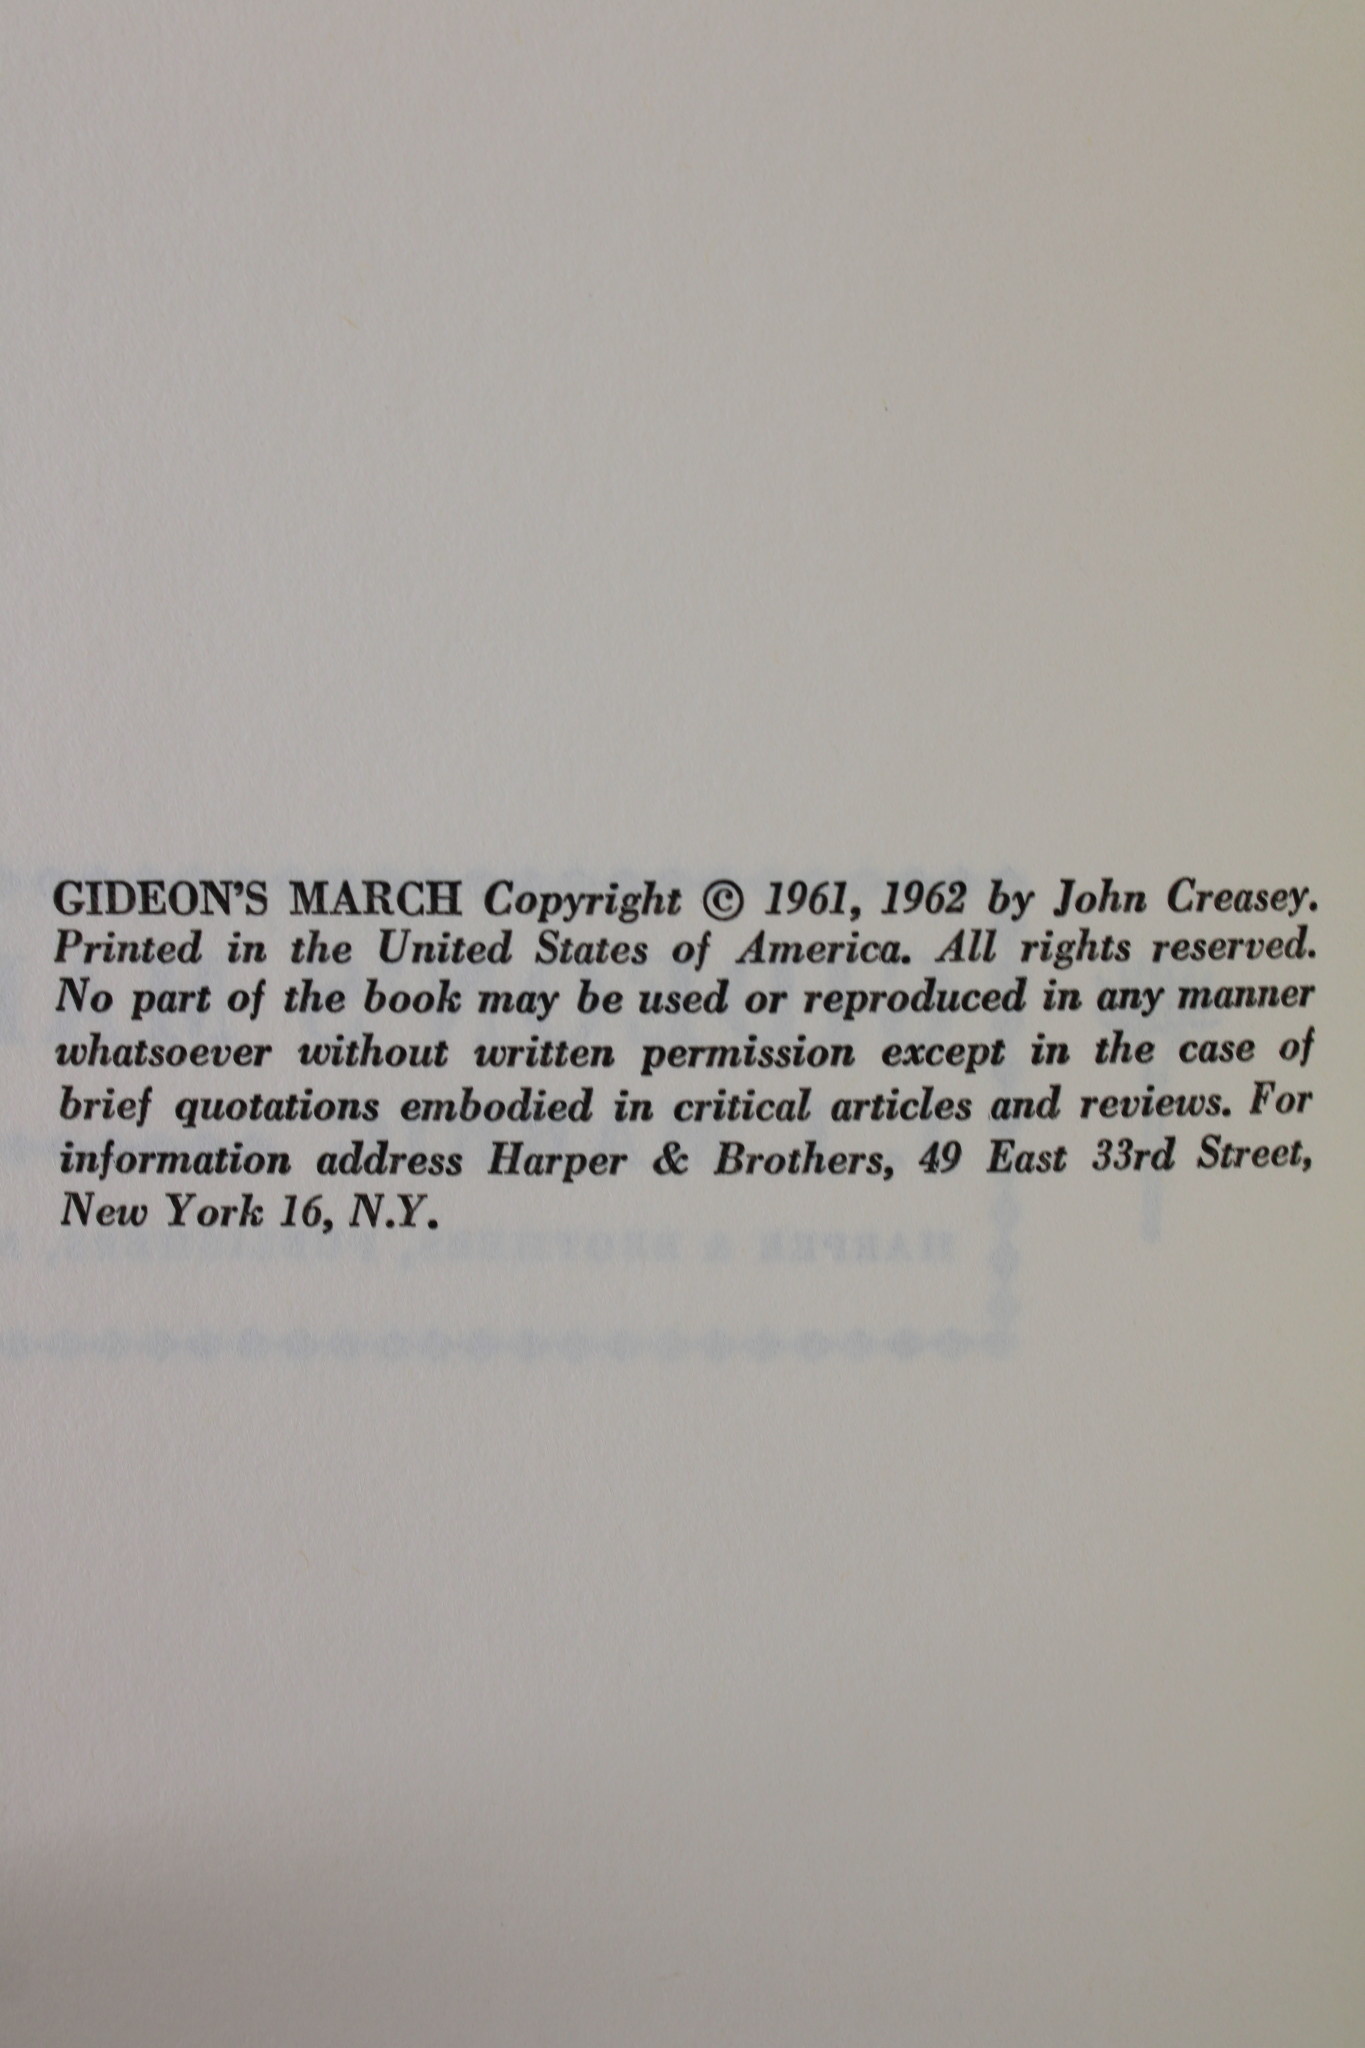 GIDEON'S MARCH Copyright © 1961, 1962 by John Creasey.
Printed in the United States of America. All rights reserved.
No part of the book may be used or reproduced in any manner
whatsoever without written permission except in the case of
brief quotations embodied in critical articles and reviews. For
information address Harper & Brothers, 49 East 33rd Street,
New York 16, N.Y.
HARPER & BROTHERS, PUBLISHERS,